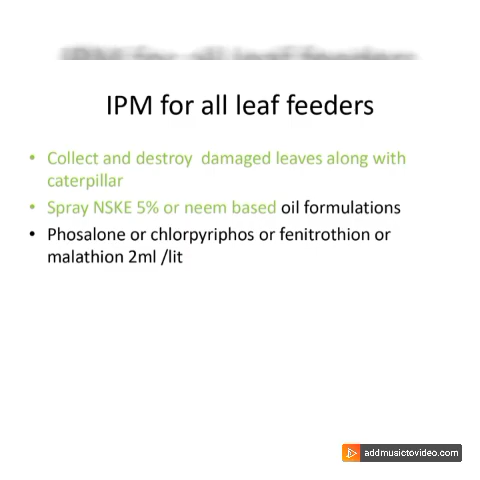 IPM for all leaf feeders
• Collect and destroy damaged leaves along with
caterpillar
• Spray NSKE 5% or neem based oil formulations
• Phosalone or chlorpyriphos or fenitrothion or
malathion 2ml /lit
addmusictovideo.com